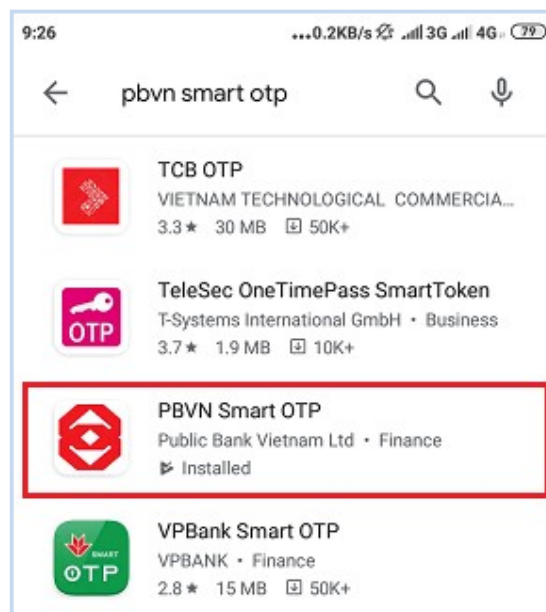 9:26 ...0.2KB/s 3G 4G 79
pbvn smart otp
TCB OTP
VIETNAM TECHNOLOGICAL COMMERCIA...
3.3★ 30 MB 50K+
OTP
TeleSec OneTimePass SmartToken
T-Systems International GmbH • Business
3.7★ 1.9 MB 10K+
PBVN Smart OTP
Public Bank Vietnam Ltd • Finance
Installed
SMART
OTP
VPBank Smart OTP
VPBANK • Finance
2.8★ 15 MB 50K+